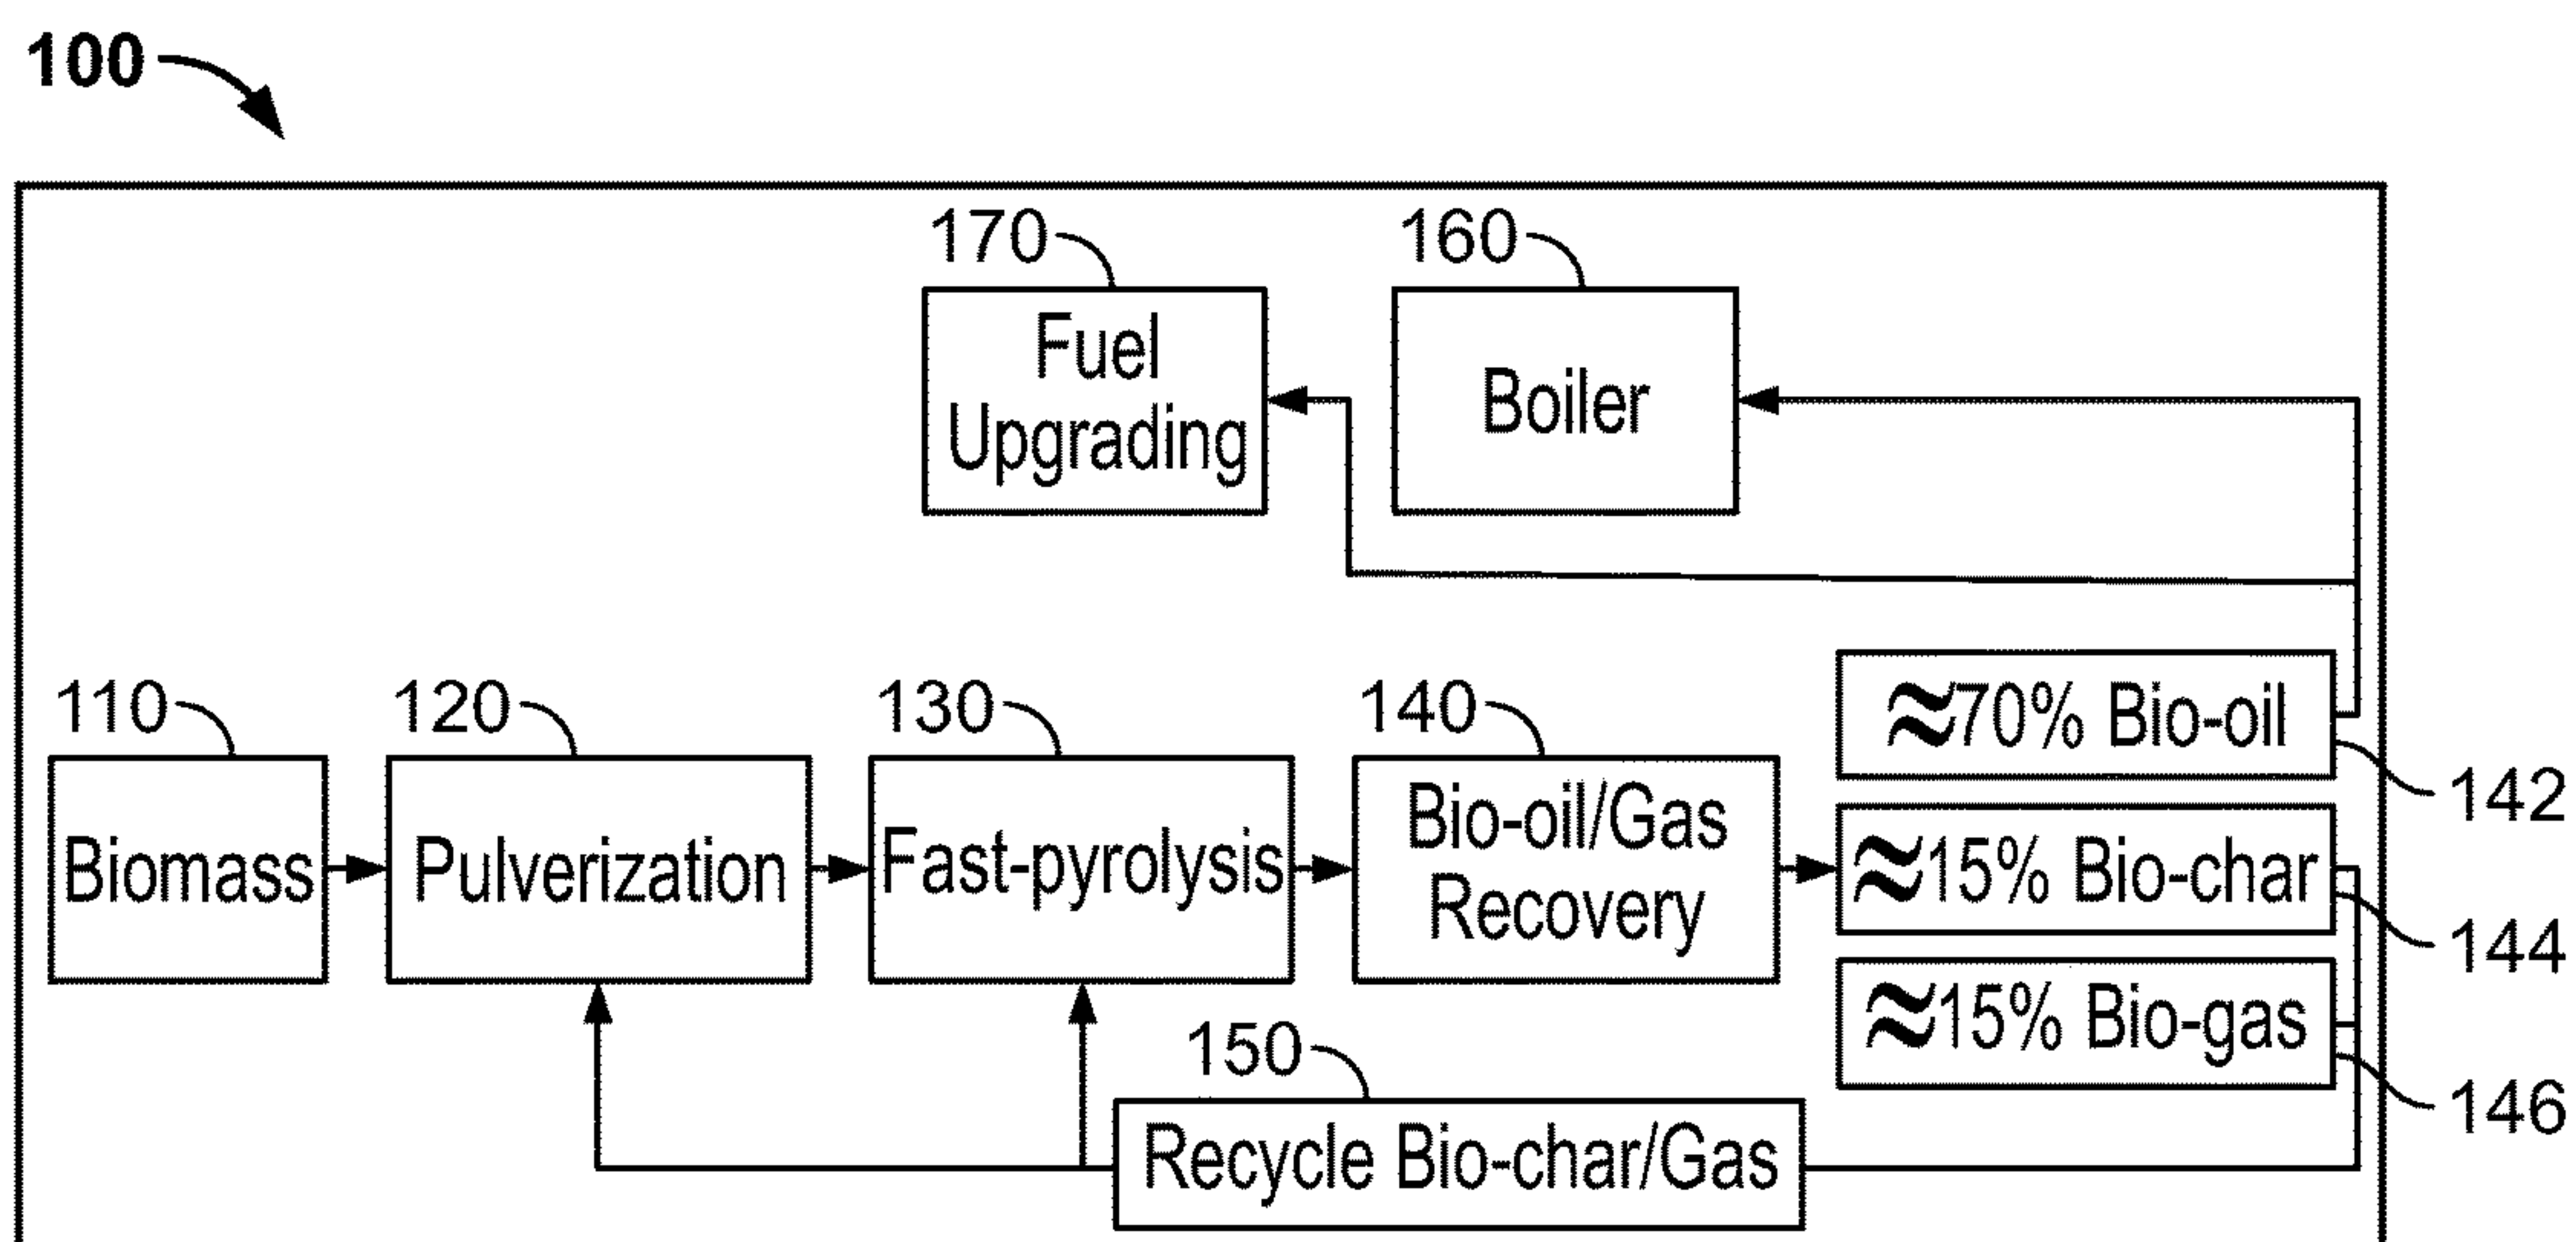 100
170
160
Fuel
Upgrading
Boiler
110
120
130
140
Biomass
Pulverization
Fast-pyrolysis
Bio-oil/Gas
Recovery
≈70% Bio-oil
142
≈15% Bio-char
144
≈15% Bio-gas
146
150
Recycle Bio-char/Gas